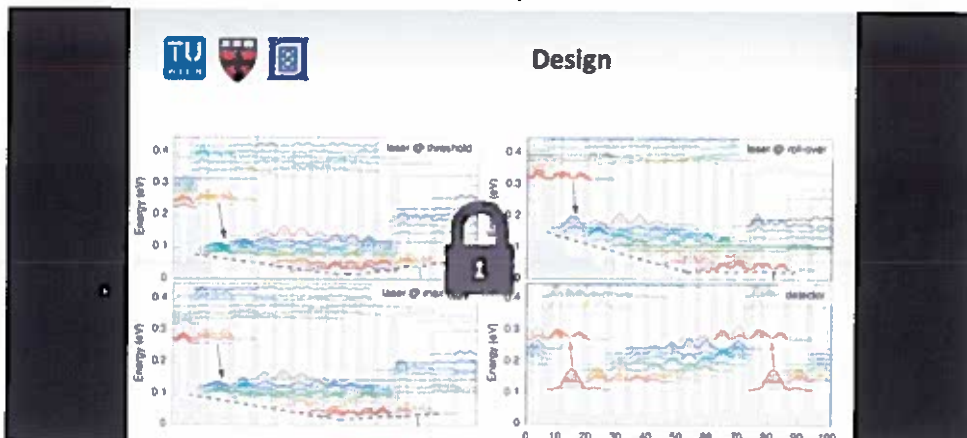 TU
WIEN
Design
laser @ threshold
0.4
0.3
0.2
0.1
0
Energy (eV)
laser @ roll-over
0.4
0.3
0.2
0.1
0
(eV)
laser @
0.4
0.3
0.2
0.1
0
Energy (eV)
detector
0.4
0.3
0.2
0.1
0
Energy (eV)
0 10 20 30 40 50 60 70 80 90 100